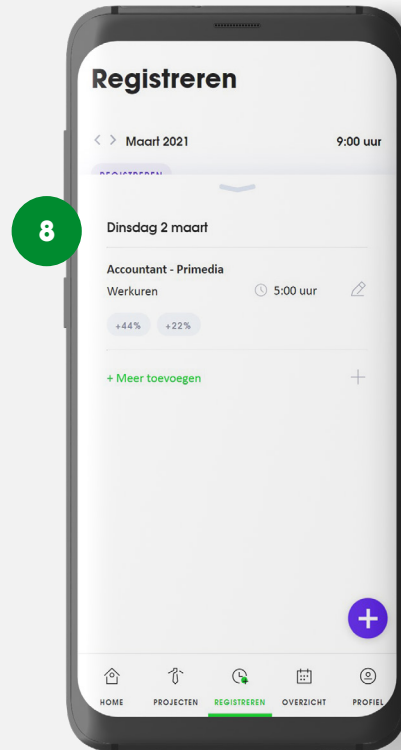 Registreren
< > Maart 2021 9:00 uur
REGISTREREN
8
Dinsdag 2 maart
Accountant - Primedia
Werkuren 5:00 uur
+44% +22%
+ Meer toevoegen
HOME PROJECTEN REGISTREREN OVERZICHT PROFIEL